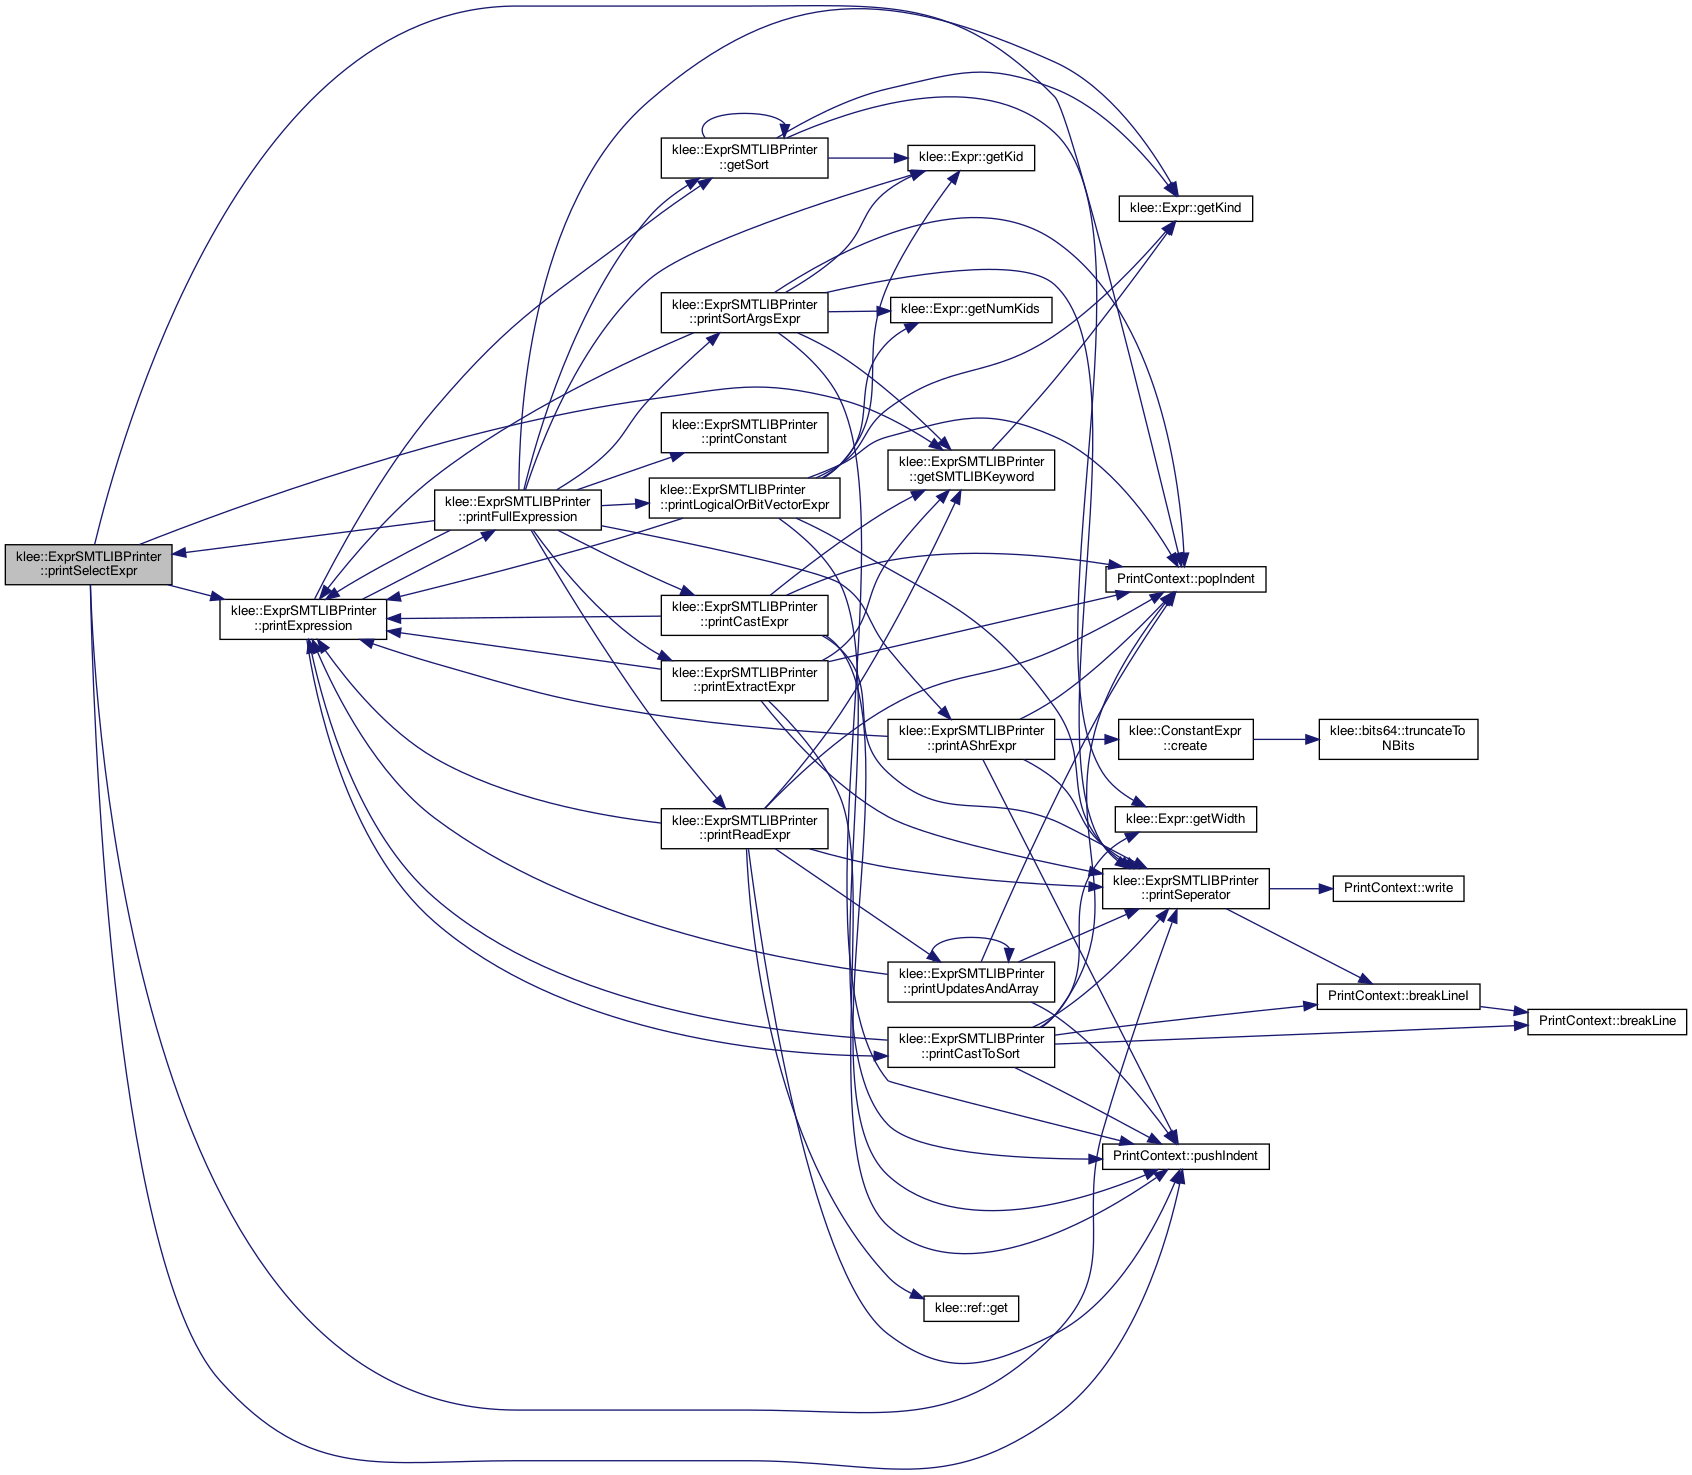 klee::ExprSMTLIBPrinter
::printSelectExpr
klee::ExprSMTLIBPrinter
::printExpression
klee::ExprSMTLIBPrinter
::printFullExpression
klee::ExprSMTLIBPrinter
::getSort
klee::ExprSMTLIBPrinter
::printSortArgsExpr
klee::ExprSMTLIBPrinter
::printConstant
klee::ExprSMTLIBPrinter
::printLogicalOrBitVectorExpr
klee::ExprSMTLIBPrinter
::printCastExpr
klee::ExprSMTLIBPrinter
::printExtractExpr
klee::ExprSMTLIBPrinter
::printReadExpr
klee::Expr::getKid
klee::Expr::getNumKids
klee::ExprSMTLIBPrinter
::getSMTLIBKeyword
klee::ExprSMTLIBPrinter
::printAShrExpr
klee::ExprSMTLIBPrinter
::printUpdatesAndArray
klee::ExprSMTLIBPrinter
::printCastToSort
klee::ref::get
klee::Expr::getKind
PrintContext::popIndent
klee::ConstantExpr
::create
klee::Expr::getWidth
klee::ExprSMTLIBPrinter
::printSeperator
PrintContext::pushIndent
klee::bits64::truncateTo
NBits
PrintContext::write
PrintContext::breakLineI
PrintContext::breakLine